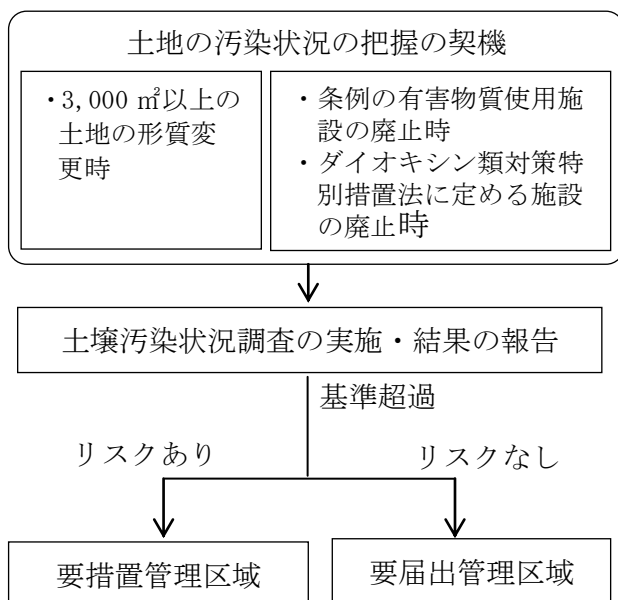 土地の汚染状況の把握の契機
・3,000 ㎡以上の
土地の形質変
更時
・条例の有害物質使用施
設の廃止時
・ダイオキシン類対策特
別措置法に定める施設
の廃止時
土壌汚染状況調査の実施・結果の報告
基準超過
リスクあり
リスクなし
要措置管理区域
要届出管理区域